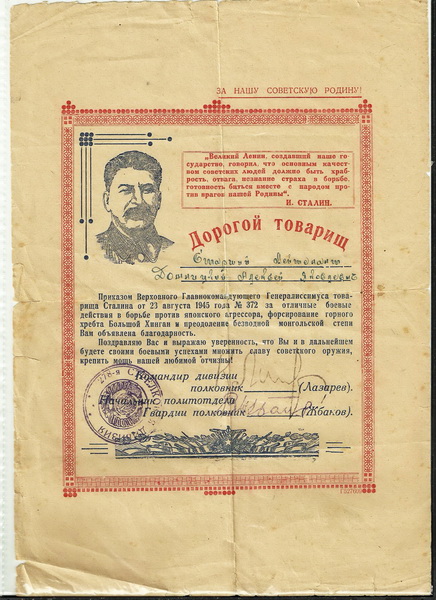 ЗА НАШУ СОВЕТСКУЮ РОДИНУ!
„Великий Ленин, создавший наше го-
сударство, говорил, что основным качест-
вом советских людей должно быть храб-
рость, отвага, незнание страха в борьбе,
готовность биться вместе с народом про-
тив врагов нашей Родины".
И. СТАЛИН.
Дорогой товарищ
Старший Лейтенант
Алексей Яковлевич
Приказом Верховного Главнокомандующего Генералиссимуса това-
рища Сталина от 23 августа 1945 года № 372 за отличные боевые
действия в борьбе против японского агрессора, форсирование горного
хребта Большой Хинган и преодоление безводной монгольской степи
Вам объявлена благодарность.
Поздравляю Вас и выражаю уверенность, что Вы и в дальнейшем
будете своими боевыми успехами множить славу советского оружия,
крепить мощь нашей любимой отчизны!
Командир дивизии
полковник (Лазарев).
Начальник политотдела
Гвардии полковник (Жбанов).